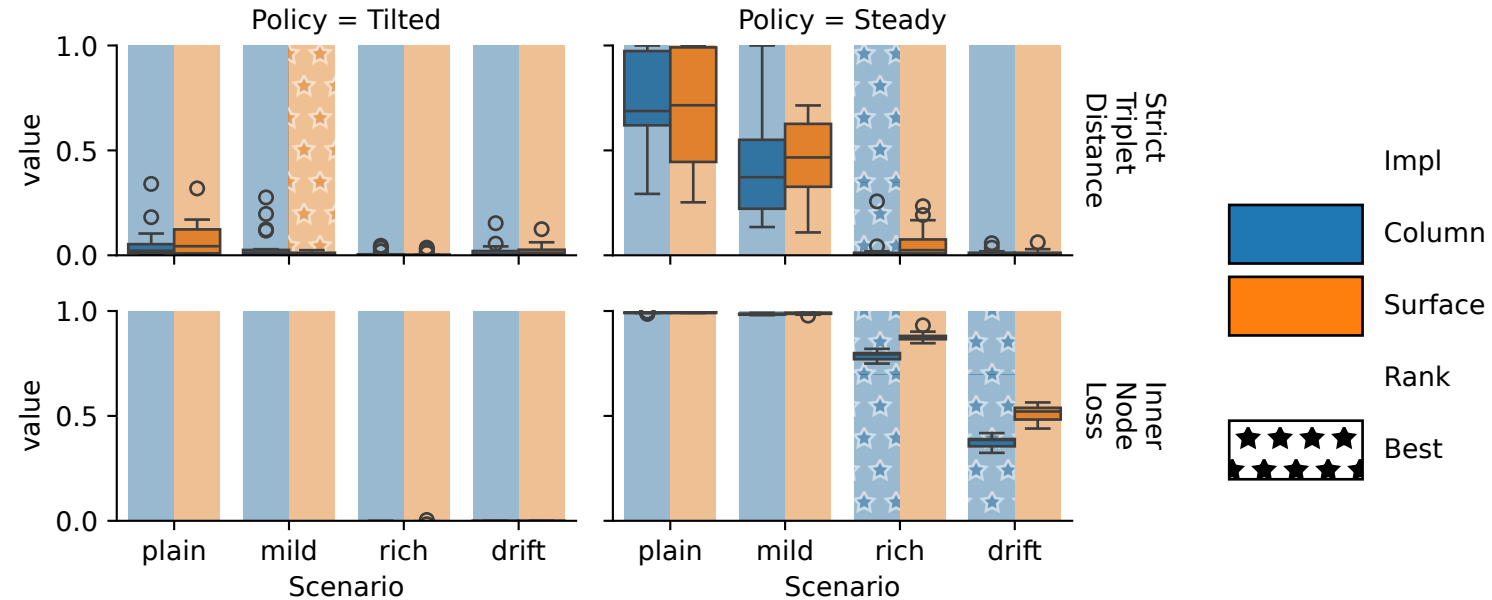 Policy = Tilted
Policy = Steady
value
1.0
0.5
0.0
Strict
Triplet
Distance
value
1.0
0.5
0.0
Inner
Node
Loss
plain
mild
rich
drift
plain
mild
rich
drift
Scenario
Scenario
Impl
Column
Surface
Rank
Best